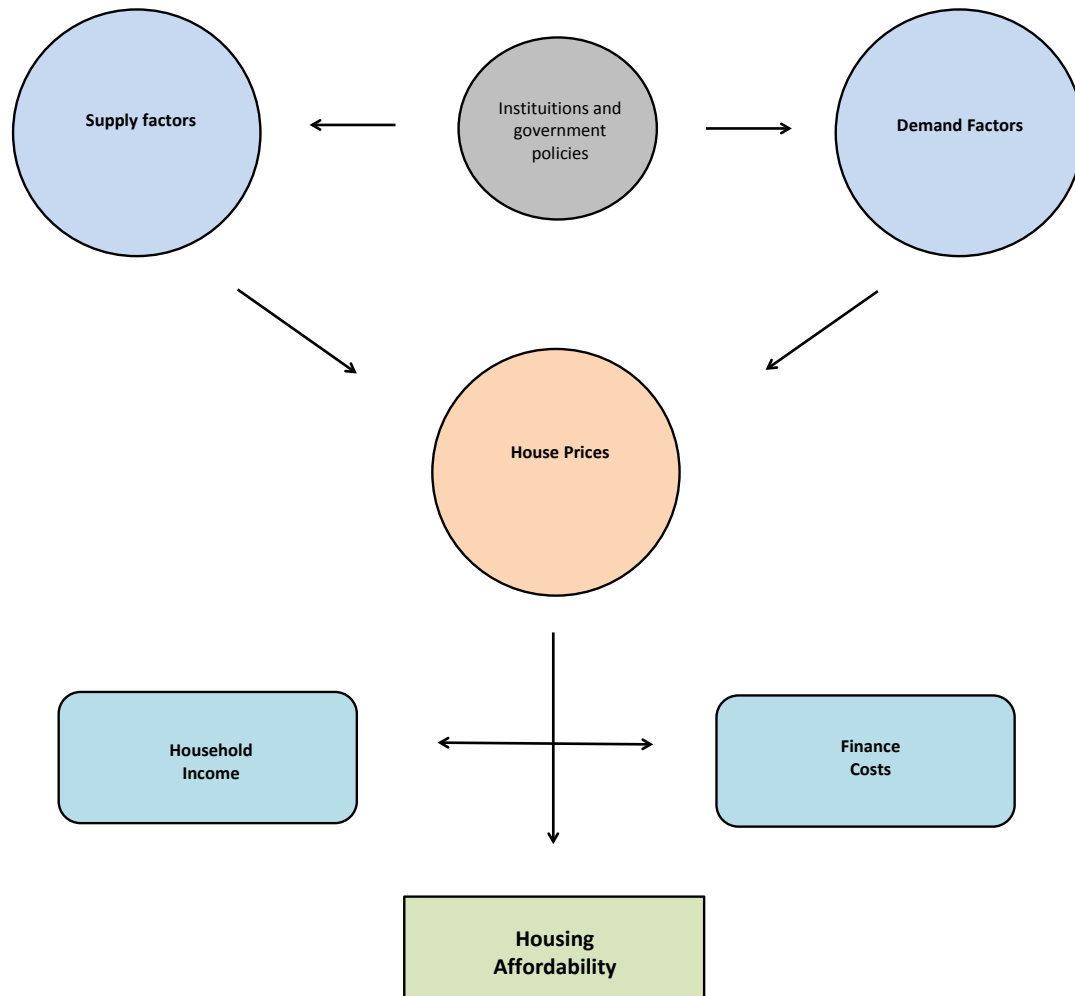 Supply factors
Instituitions and
government
policies
Demand Factors
House Prices
Household
Income
Finance
Costs
Housing
Affordability